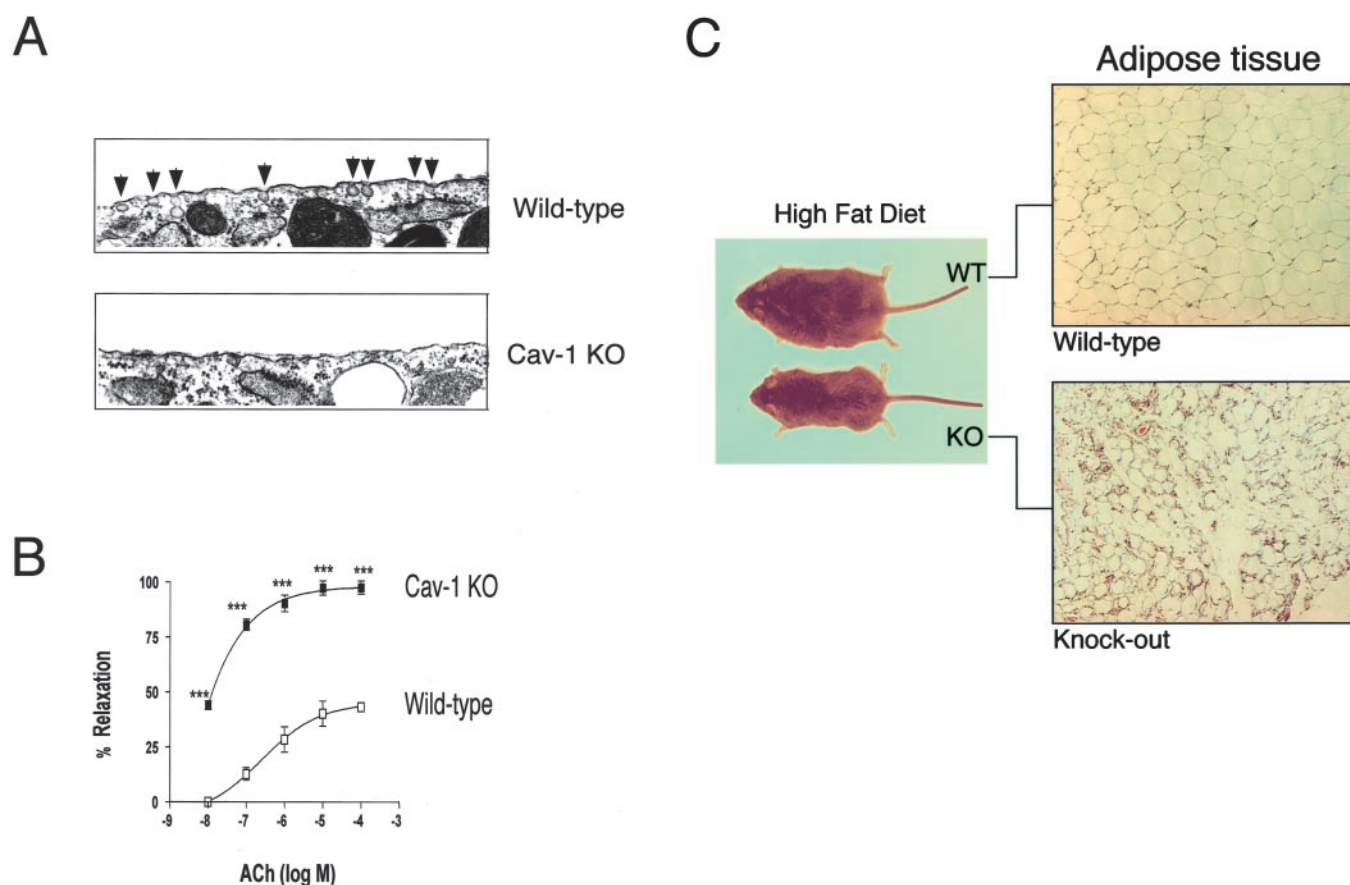 A
Wild-type
Cav-1 KO
B
% Relaxation
100
75
50
25
0
***
***
***
***
***
Cav-1 KO
Wild-type
-9
-8
-7
-6
-5
-4
-3
ACh (log M)
C
Adipose tissue
High Fat Diet
WT
KO
Wild-type
Knock-out